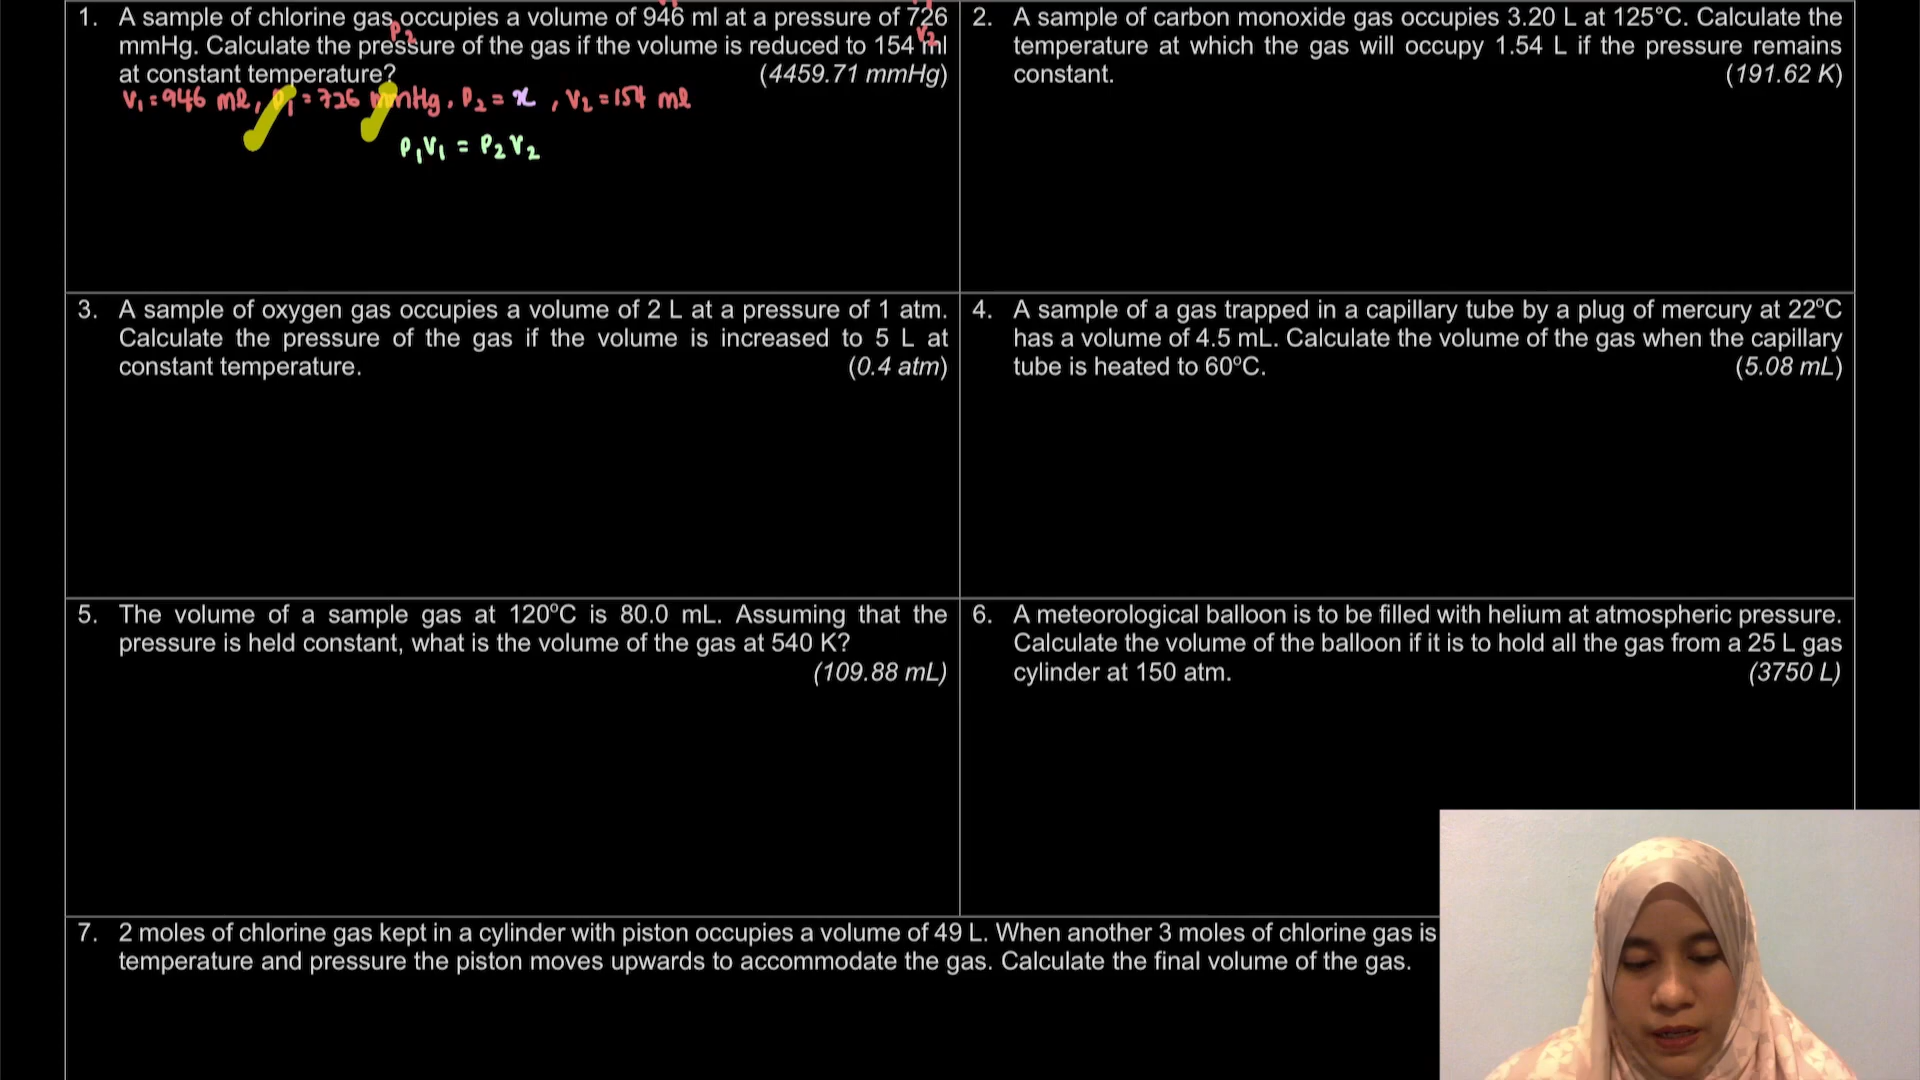 1. A sample of chlorine gas occupies a volume of 946 ml at a pressure of 726
P2
mmHg. Calculate the pressure of the gas if the volume is reduced to 154 ml
V2
at constant temperature? (4459.71 mmHg)
V1 = 946 ml, P1 = 726 mmHg, P2 = x, V2 = 154 ml
P1V1 = P2V2
2. A sample of carbon monoxide gas occupies 3.20 L at 125°C. Calculate the
temperature at which the gas will occupy 1.54 L if the pressure remains
constant. (191.62 K)
3. A sample of oxygen gas occupies a volume of 2 L at a pressure of 1 atm.
Calculate the pressure of the gas if the volume is increased to 5 L at
constant temperature. (0.4 atm)
4. A sample of a gas trapped in a capillary tube by a plug of mercury at 22ºC
has a volume of 4.5 mL. Calculate the volume of the gas when the capillary
tube is heated to 60ºC. (5.08 mL)
5. The volume of a sample gas at 120ºC is 80.0 mL. Assuming that the
pressure is held constant, what is the volume of the gas at 540 K?
(109.88 mL)
6. A meteorological balloon is to be filled with helium at atmospheric pressure.
Calculate the volume of the balloon if it is to hold all the gas from a 25 L gas
cylinder at 150 atm. (3750 L)
7. 2 moles of chlorine gas kept in a cylinder with piston occupies a volume of 49 L. When another 3 moles of chlorine gas is
temperature and pressure the piston moves upwards to accommodate the gas. Calculate the final volume of the gas.